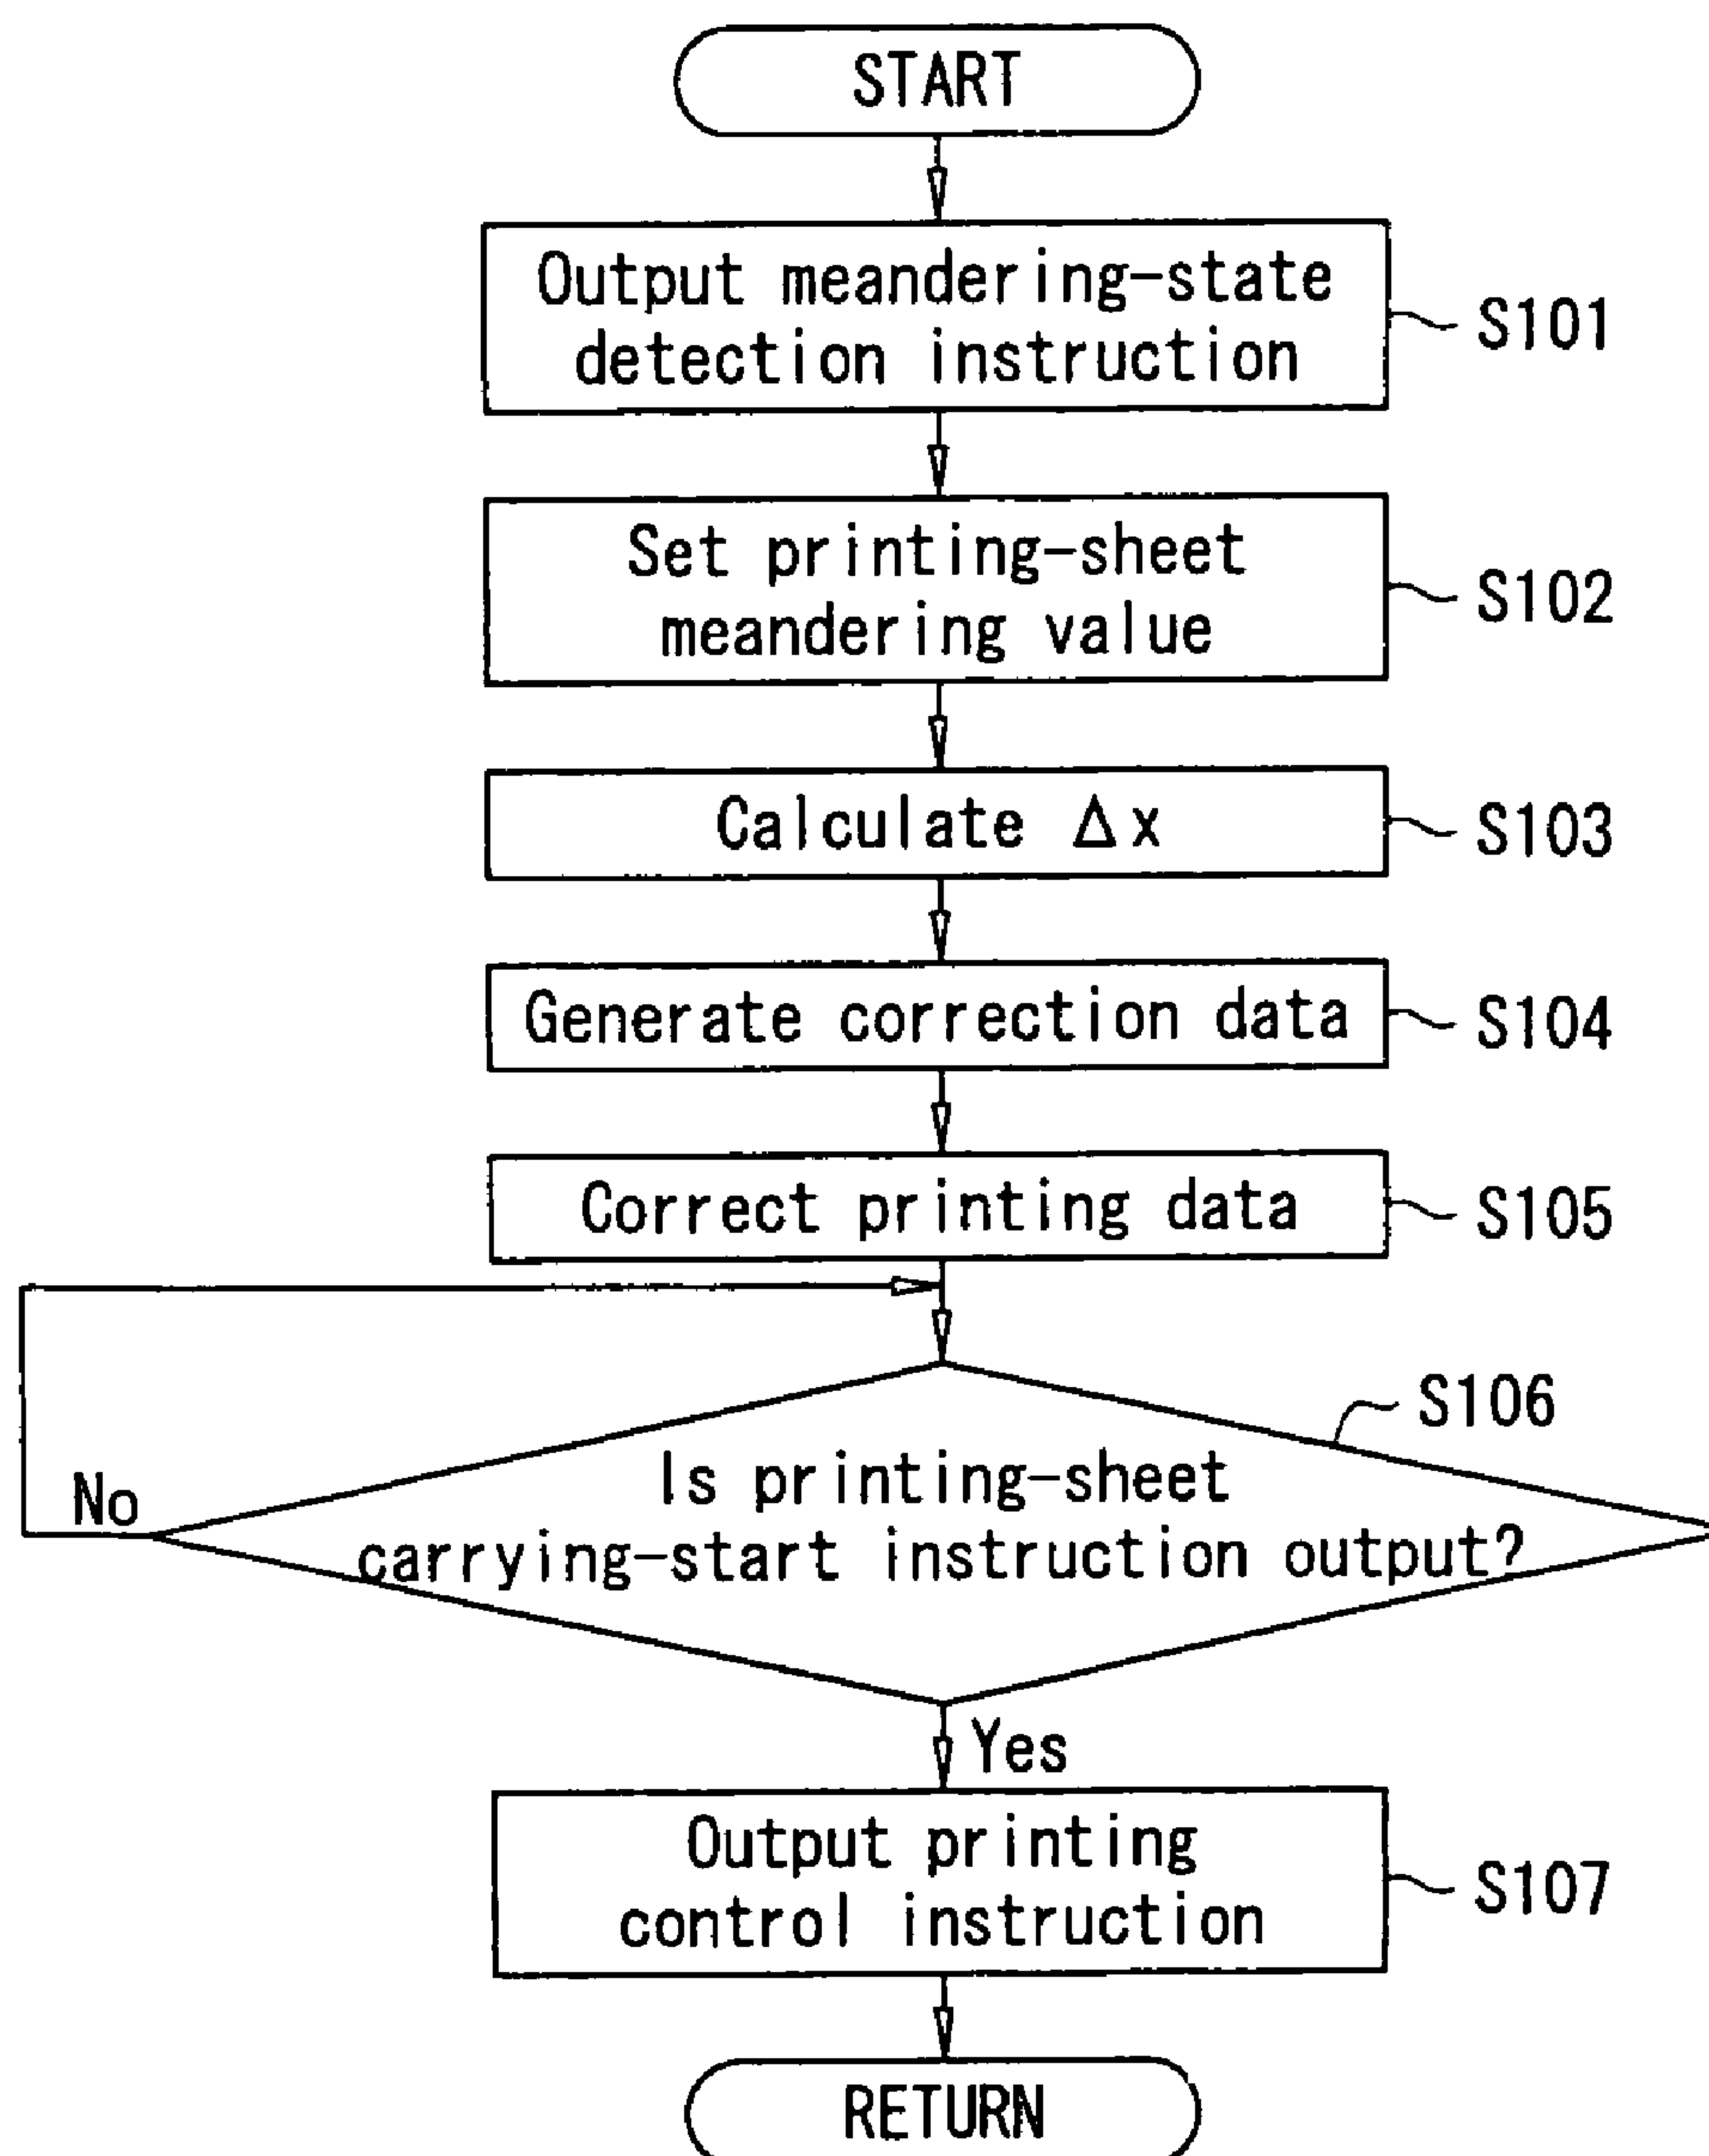 START
Output meandering-state
detection instruction
S101
Set printing-sheet
meandering value
S102
Calculate Δx
S103
Generate correction data
S104
Correct printing data
S105
S106
Is printing-sheet
carrying-start instruction output?
No
Yes
Output printing
control instruction
S107
RETURN